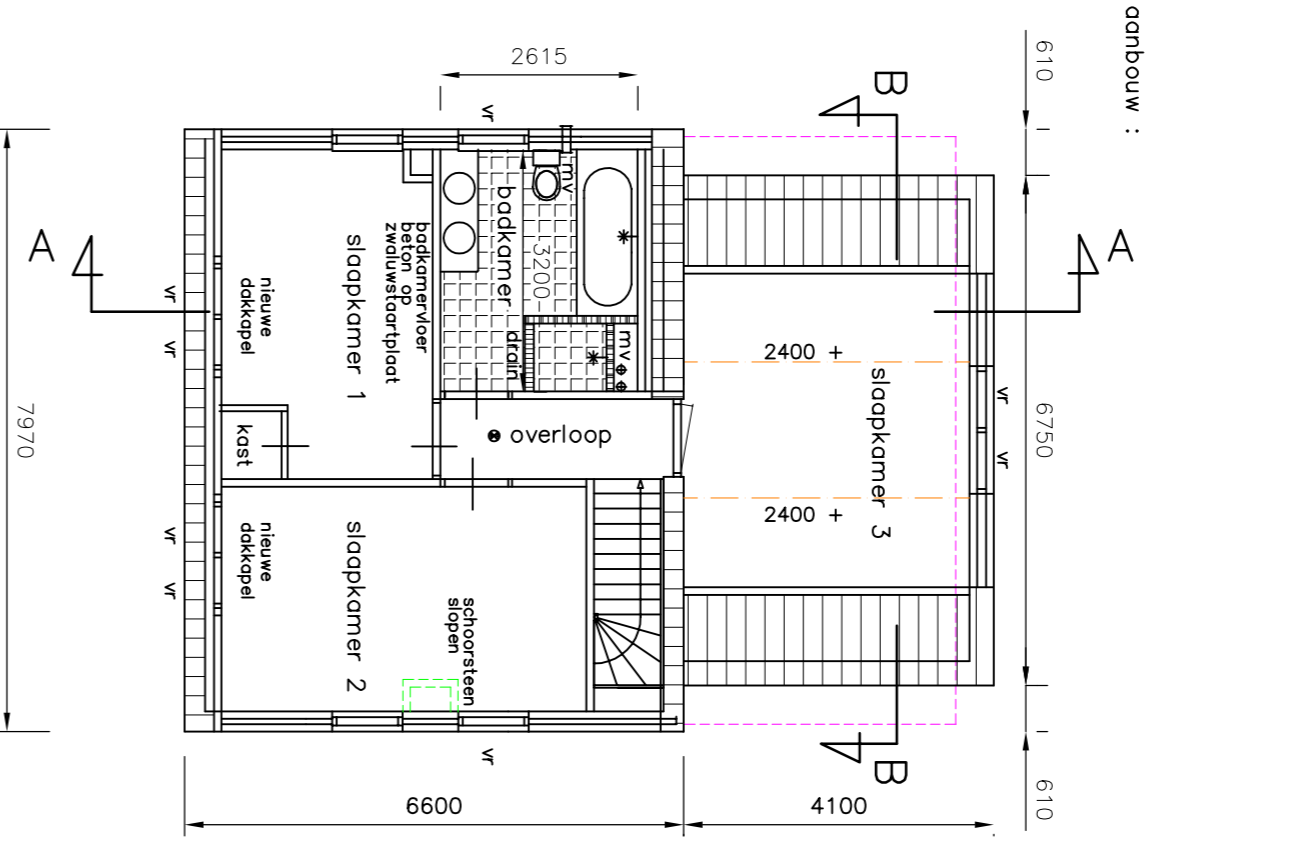 aanbouw :
610
2615
B
vr
A
A
mv
badkamer
3200
badkamervloer
beton op
zwaluwstaartplaat
slaapkamer 1
nieuwe
dakkapel
vr
vr
drain
mv
2400 +
slaapkamer 3
vr
vr
6750
7970
kast
overloop
2400 +
nieuwe
dakkapel
vr
vr
slaapkamer 2
schoorsteen
slopen
vr
B
610
6600
4100